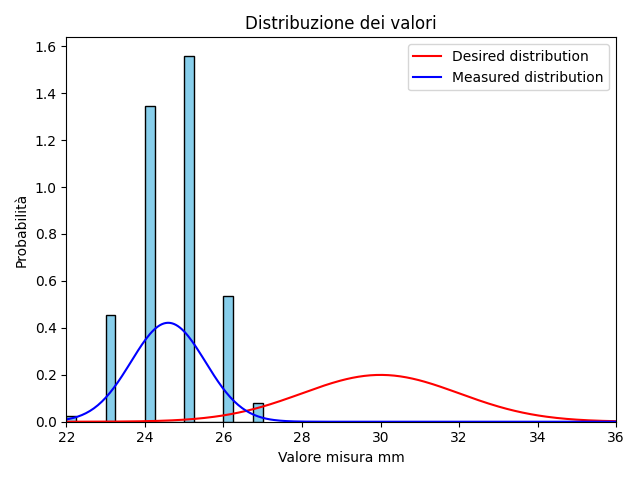 Distribuzione dei valori
Desired distribution
Measured distribution
Probabilità
1.6
1.4
1.2
1.0
0.8
0.6
0.4
0.2
0.0
22 24 26 28 30 32 34 36
Valore misura mm